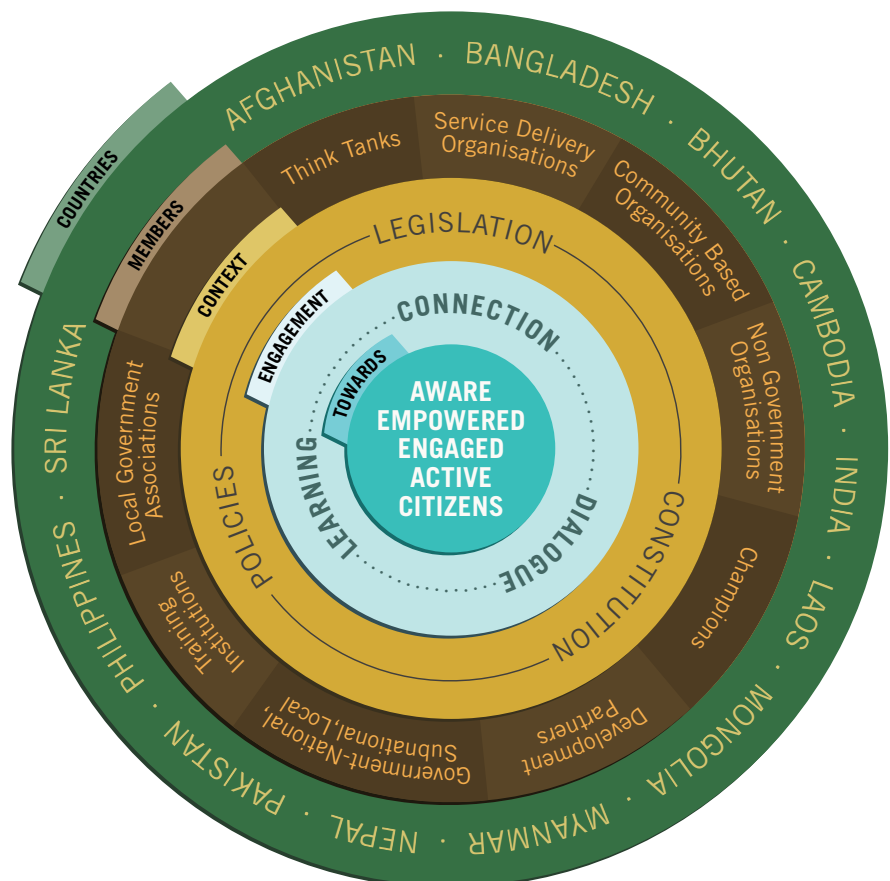 COUNTRIES
AFGHANISTAN · BANGLADESH · BHUTAN · CAMBODIA · INDIA · LAOS · MONGOLIA · MYANMAR · NEPAL · PAKISTAN · PHILIPPINES · SRI LANKA
MEMBERS
Think Tanks
Service Delivery
Organisations
Community Based
Organisations
Non Government
Organisations
Champions
Development
Partners
Government-National,
Subnational, Local
Training
Institutions
Local Government
Associations
CONTEXT
LEGISLATION
CONSTITUTION
POLICIES
ENGAGEMENT
CONNECTION
DIALOGUE
LEARNING
TOWARDS
AWARE
EMPOWERED
ENGAGED
ACTIVE
CITIZENS